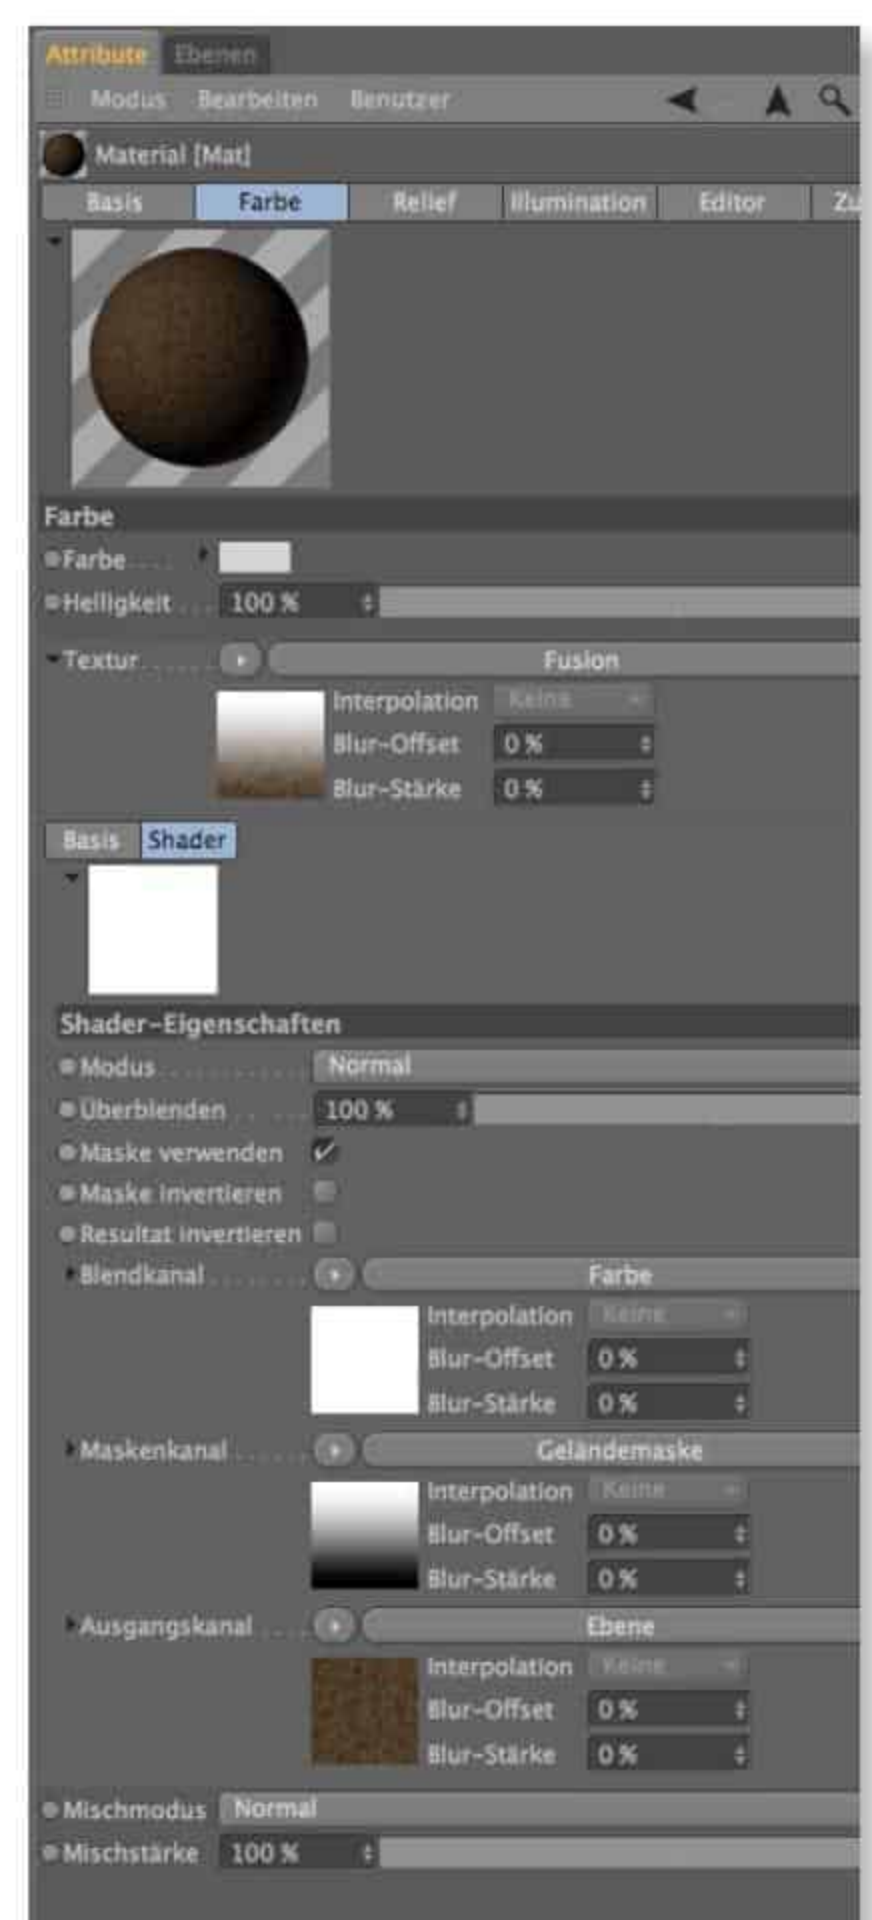 Attribute Ebenen
Modus Bearbeiten Benutzer
Material [Mat]
Basis Farbe Relief Illumination Editor Zu
Farbe
Farbe
Helligkeit 100 %
Textur Fusion
Interpolation Keine
Blur-Offset 0 %
Blur-Stärke 0 %
Basis Shader
Shader-Eigenschaften
Modus Normal
Überblenden 100 %
Maske verwenden
Maske invertieren
Resultat invertieren
Blendkanal Farbe
Interpolation Keine
Blur-Offset 0 %
Blur-Stärke 0 %
Maskenkanal Geländemaske
Interpolation Keine
Blur-Offset 0 %
Blur-Stärke 0 %
Ausgangskanal Ebene
Interpolation Keine
Blur-Offset 0 %
Blur-Stärke 0 %
Mischmodus Normal
Mischstärke 100 %